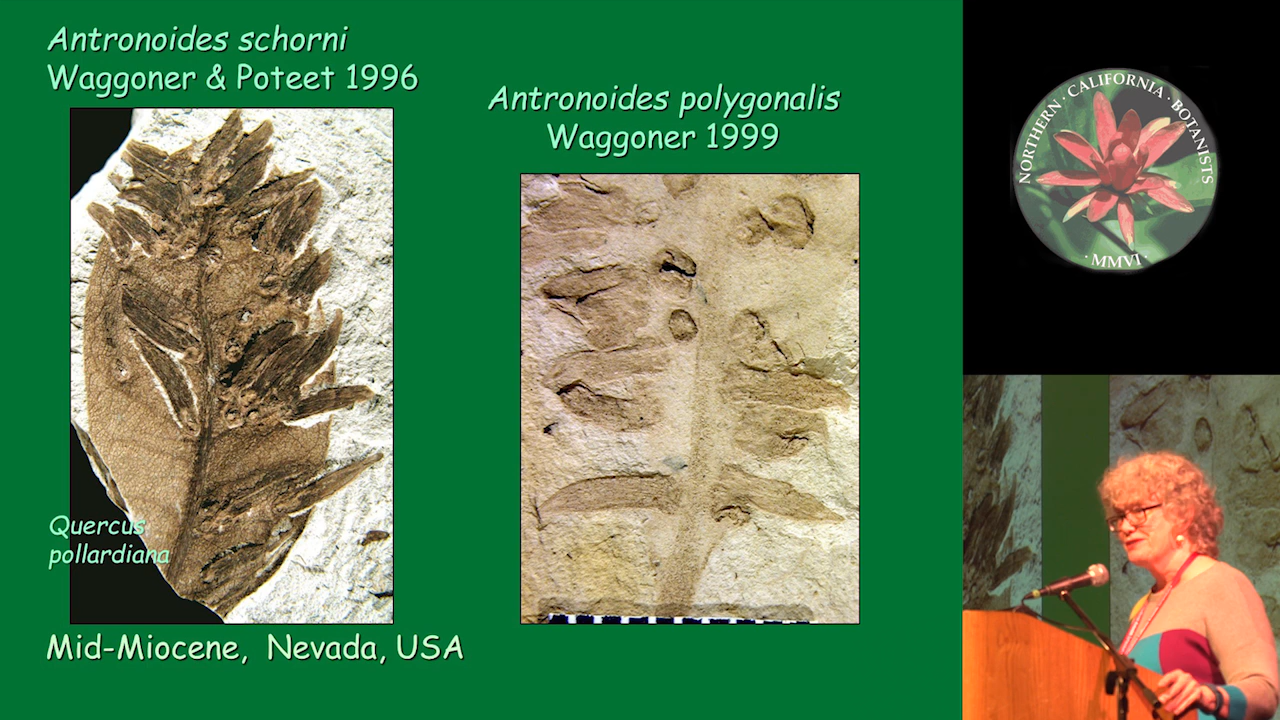 Antronoides schorni
Waggoner & Poteet 1996
Antronoides polygonalis
Waggoner 1999
Quercus
pollardiana
Mid-Miocene, Nevada, USA
NORTHERN · CALIFORNIA · BOTANISTS
· MMVI ·